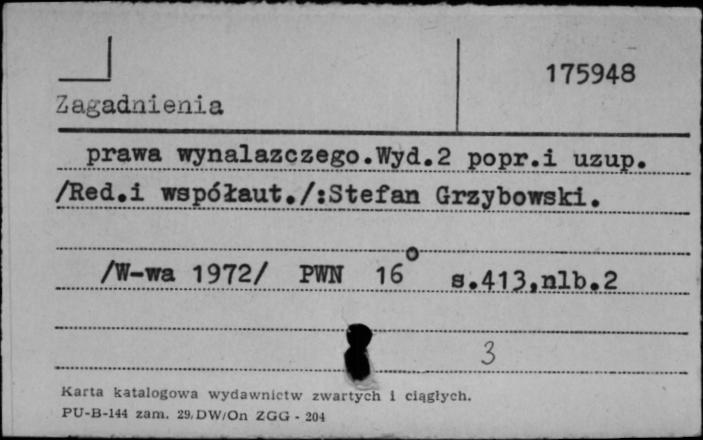 175948
Zagadnienia
prawa wynalazczego.Wyd.2 popr.i uzup.
/Red.i współaut./:Stefan Grzybowski.
/W-wa 1972/ PWN 16° s.413,nlb.2
3
Karta katalogowa wydawnictw zwartych i ciągłych.
PU-B-144 zam. 29/DW/On ZGG - 204